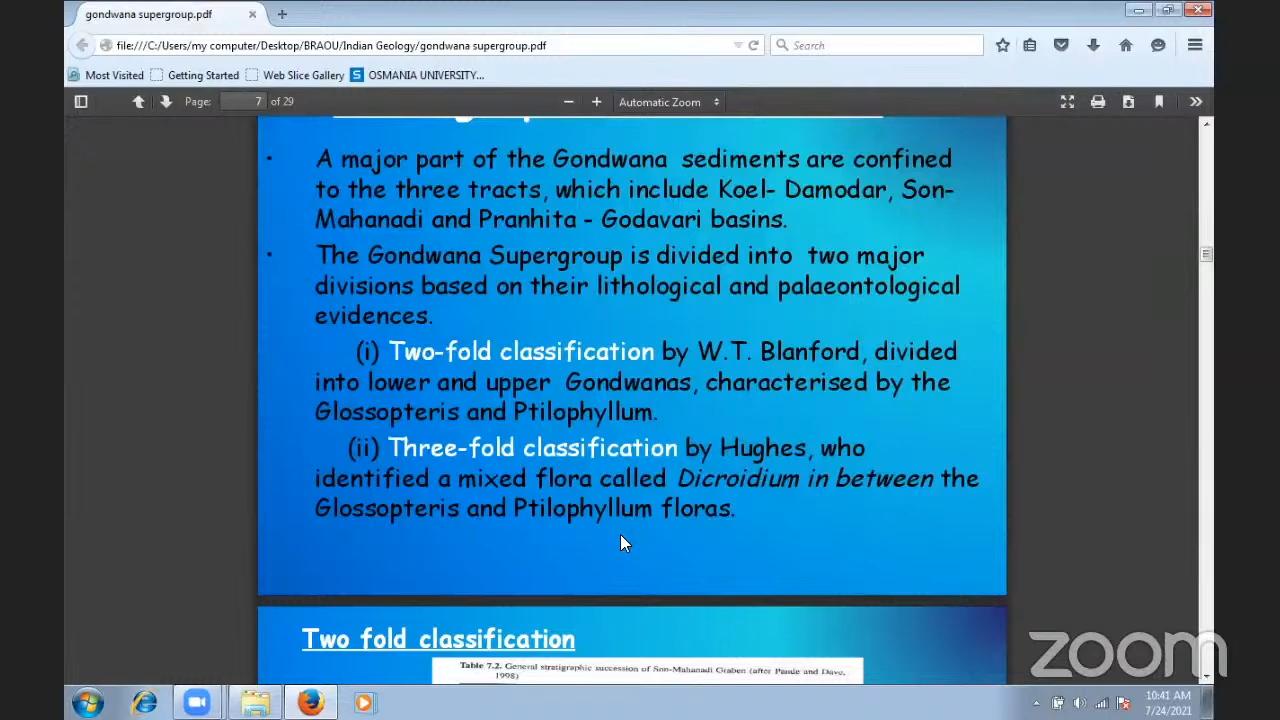 gondwana supergroup.pdf
file:///C:/Users/my computer/Desktop/BRAOU/Indian Geology/gondwana supergroup.pdf
Search
Most Visited
Getting Started
Web Slice Gallery
OSMANIA UNIVERSITY...
Page: 7 of 29
Automatic Zoom
• A major part of the Gondwana sediments are confined
to the three tracts, which include Koel- Damodar, Son-
Mahanadi and Pranhita - Godavari basins.
• The Gondwana Supergroup is divided into two major
divisions based on their lithological and palaeontological
evidences.
(i) Two-fold classification by W.T. Blanford, divided
into lower and upper Gondwanas, characterised by the
Glossopteris and Ptilophyllum.
(ii) Three-fold classification by Hughes, who
identified a mixed flora called Dicroidium in between the
Glossopteris and Ptilophyllum floras.
Two fold classification
Table 7.2. General stratigraphic succession of Son-Mahanadi Graben (after Pande and Dave,
1998)
zoom
10:41 AM
7/24/2021